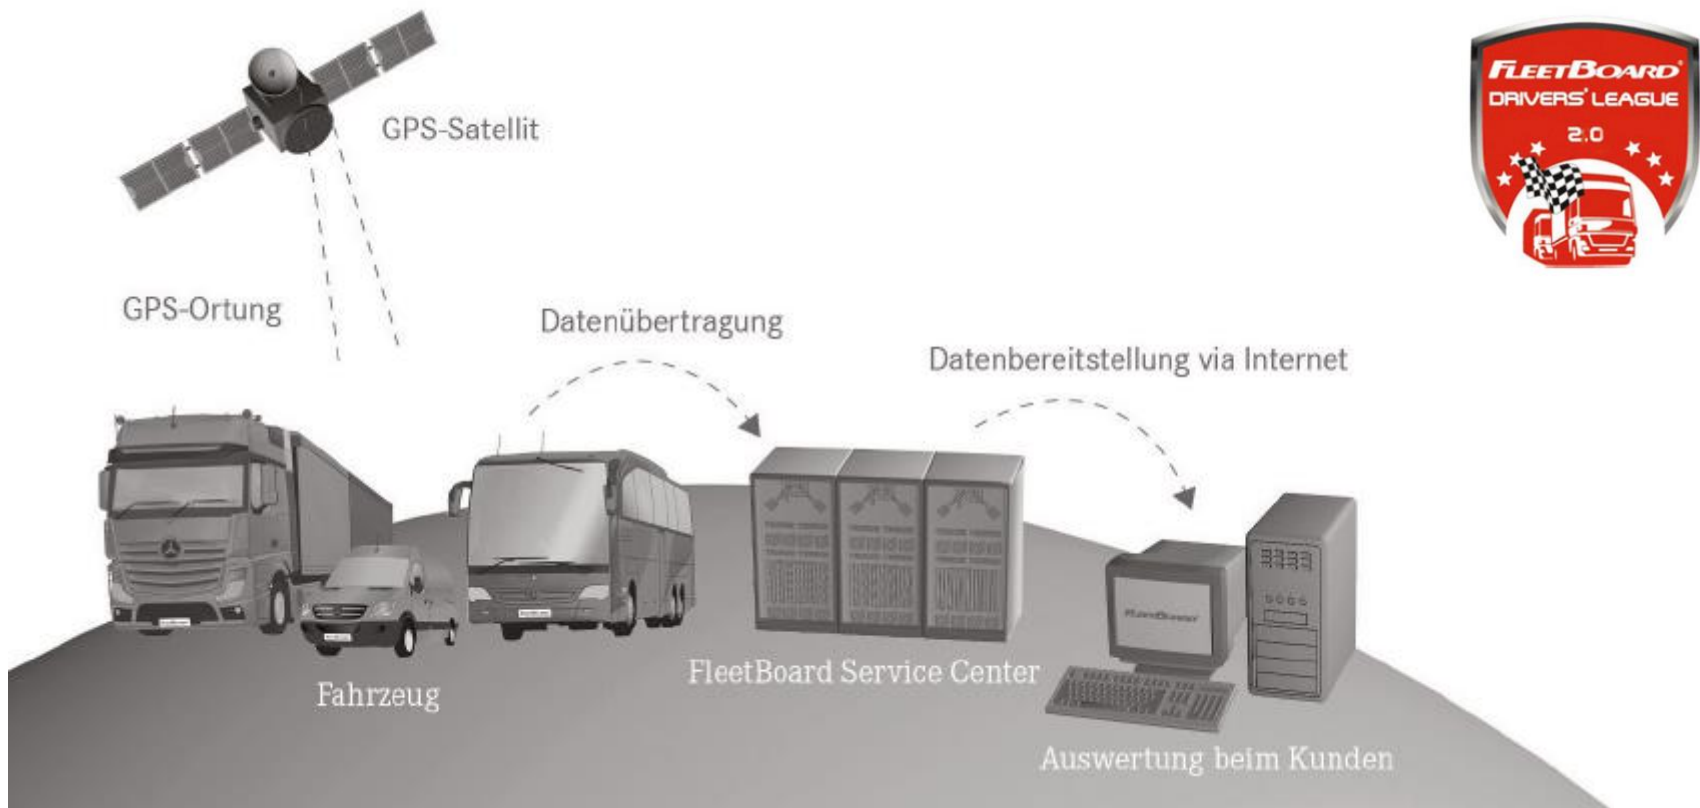 GPS-Satellit
FLEETBOARD®
DRIVERS' LEAGUE
2.0
GPS-Ortung
Datenübertragung
Datenbereitstellung via Internet
FLEETBOARD
FleetBoard Service Center
Fahrzeug
Auswertung beim Kunden